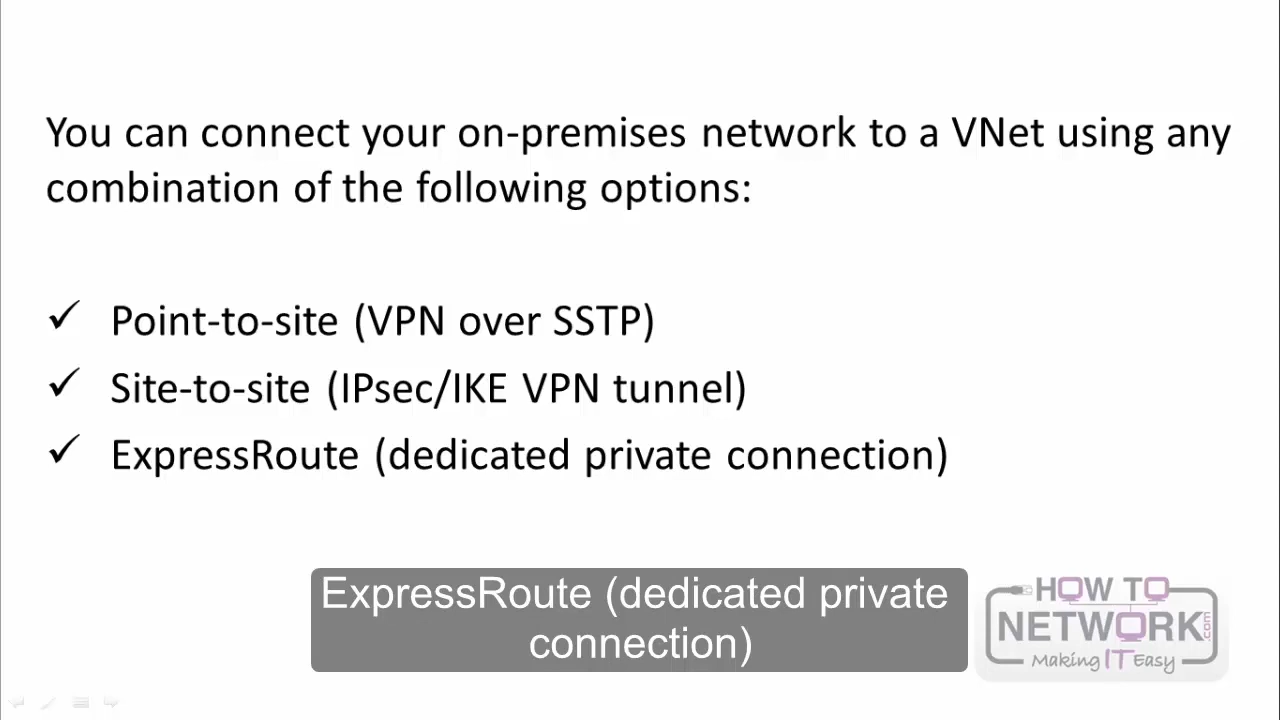 You can connect your on-premises network to a VNet using any
combination of the following options:
✓ Point-to-site (VPN over SSTP)
✓ Site-to-site (IPsec/IKE VPN tunnel)
✓ ExpressRoute (dedicated private connection)
ExpressRoute (dedicated private
connection)
HOW TO
NETWORK.com
Making IT Easy